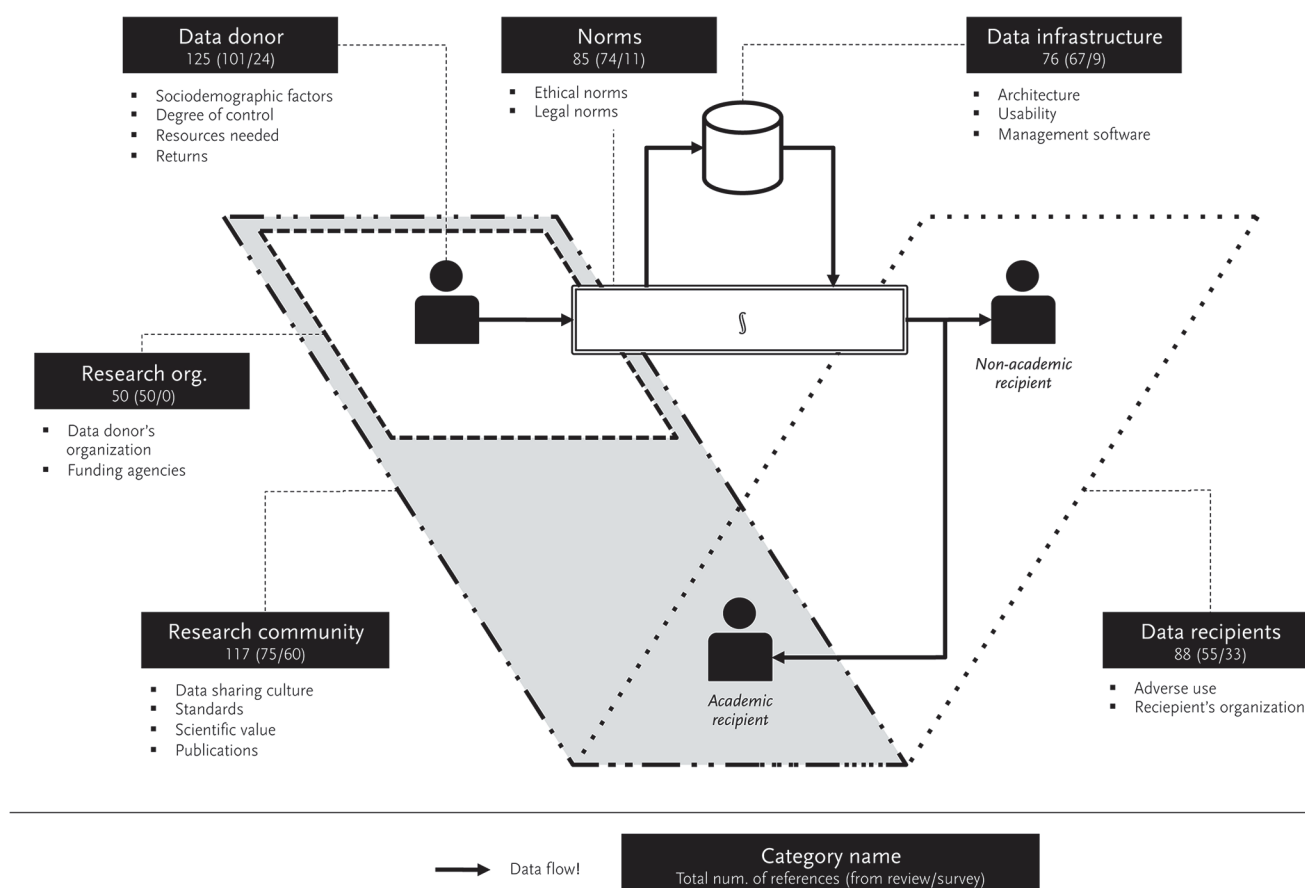 Data donor
125 (101/24)
▪ Sociodemographic factors
▪ Degree of control
▪ Resources needed
▪ Returns
Norms
85 (74/11)
▪ Ethical norms
▪ Legal norms
Data infrastructure
76 (67/9)
▪ Architecture
▪ Usability
▪ Management software
§
Non-academic
recipient
Research org.
50 (50/0)
▪ Data donor's
organization
▪ Funding agencies
Research community
117 (75/60)
▪ Data sharing culture
▪ Standards
▪ Scientific value
▪ Publications
Academic
recipient
Data recipients
88 (55/33)
▪ Adverse use
▪ Reciepient's organization
Data flow!
Category name
Total num. of references (from review/survey)